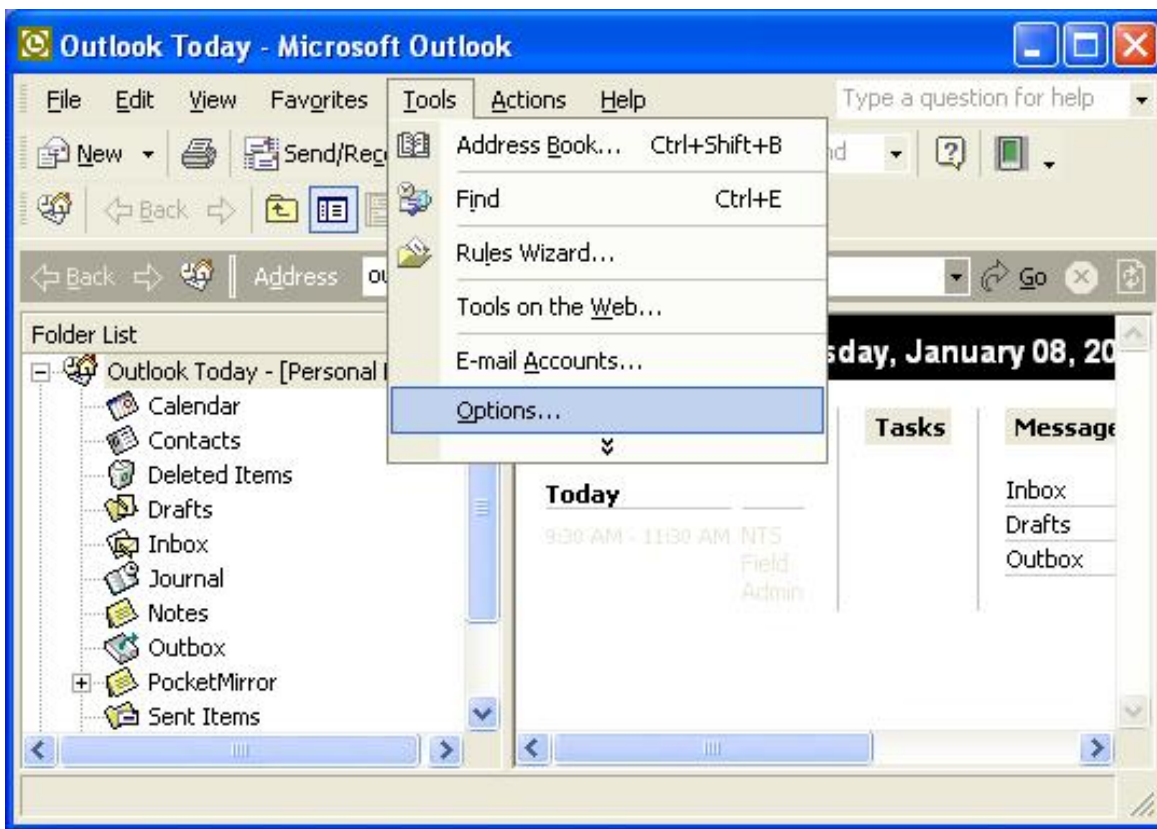 Outlook Today - Microsoft Outlook
File Edit View Favorites Tools Actions Help Type a question for help
New Send/Rec
Address Book... Ctrl+Shift+B
Back
Find Ctrl+E
Rules Wizard...
Back Address Go
Tools on the Web...
Folder List
E-mail Accounts...
sday, January 08, 20
Outlook Today - [Personal
Options...
Calendar
Tasks Message
Contacts
Deleted Items
Today Inbox
Drafts Drafts
9:30 AM - 11:30 AM NTS
Inbox Outbox
Field
Journal
Admin
Notes
Outbox
PocketMirror
Sent Items